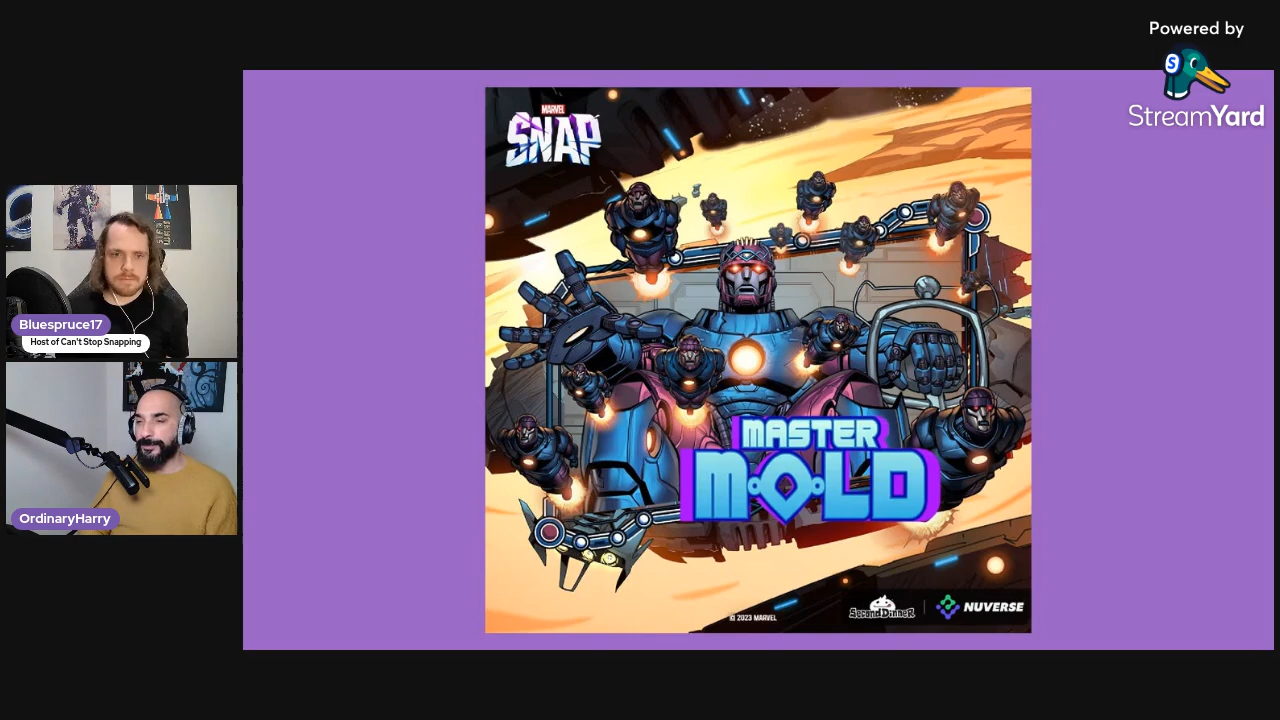 Powered by
S
StreamYard
MARVEL
SNAP
Bluespruce17
Host of Can't Stop Snapping
OrdinaryHarry
MASTER
MOLD
© 2023 MARVEL
Second Dinner
NUVERSE